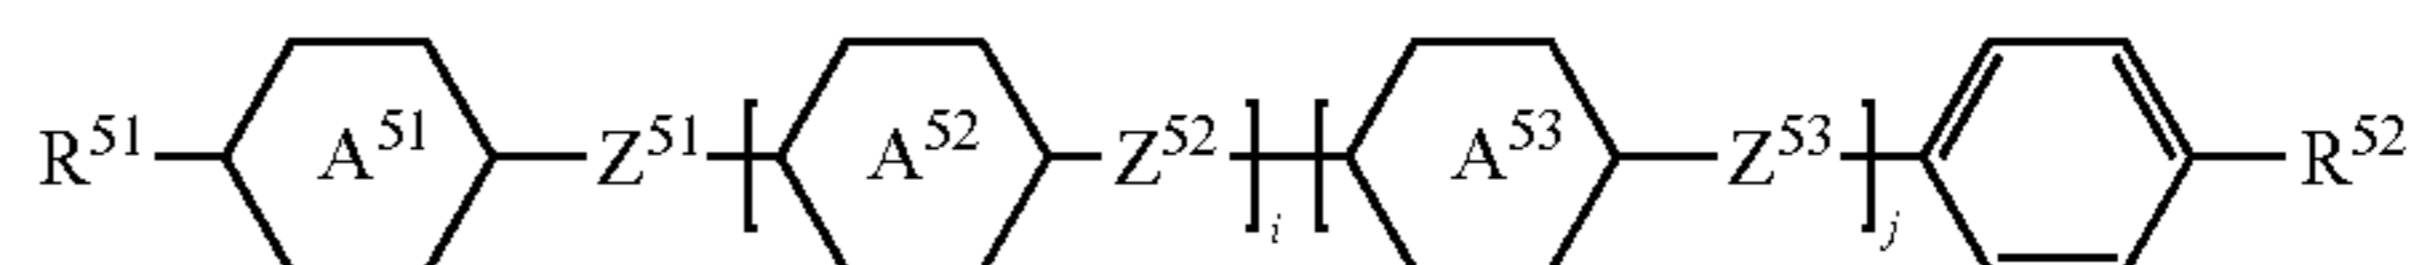 R⁵¹ A⁵¹ Z⁵¹ [ A⁵² Z⁵² ]ᵢ [ A⁵³ Z⁵³ ]ⱼ R⁵²